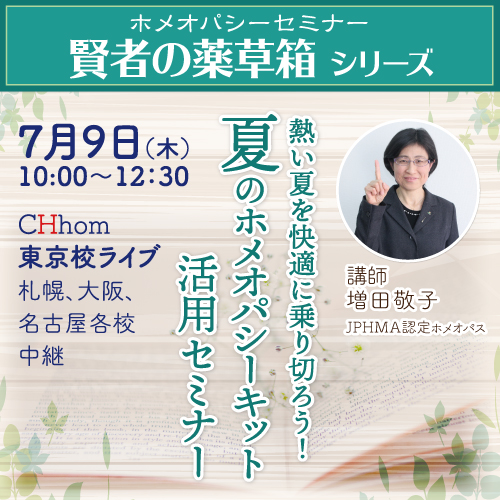 ホメオパシーセミナー
賢者の薬草箱 シリーズ
7月9日（木）
10:00～12:30
CHhom
東京校ライブ
札幌、大阪、
名古屋各校
中継
熱い夏を快適に乗り切ろう！
夏のホメオパシーキット
活用セミナー
講師
増田敬子
JPHMA認定ホメオパス